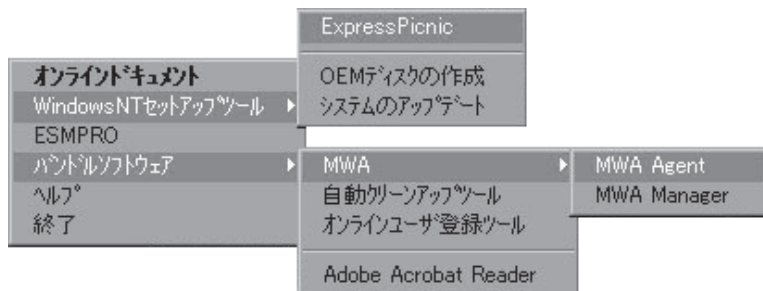 オンラインドキュメント
WindowsNTセットアップツール
ESMPRO
バンドルソフトウェア
ヘルプ
終了
ExpressPicnic
OEMディスクの作成
システムのアップデート
MWA
自動クリーンアップツール
オンラインユーザ登録ツール
Adobe Acrobat Reader
MWA Agent
MWA Manager